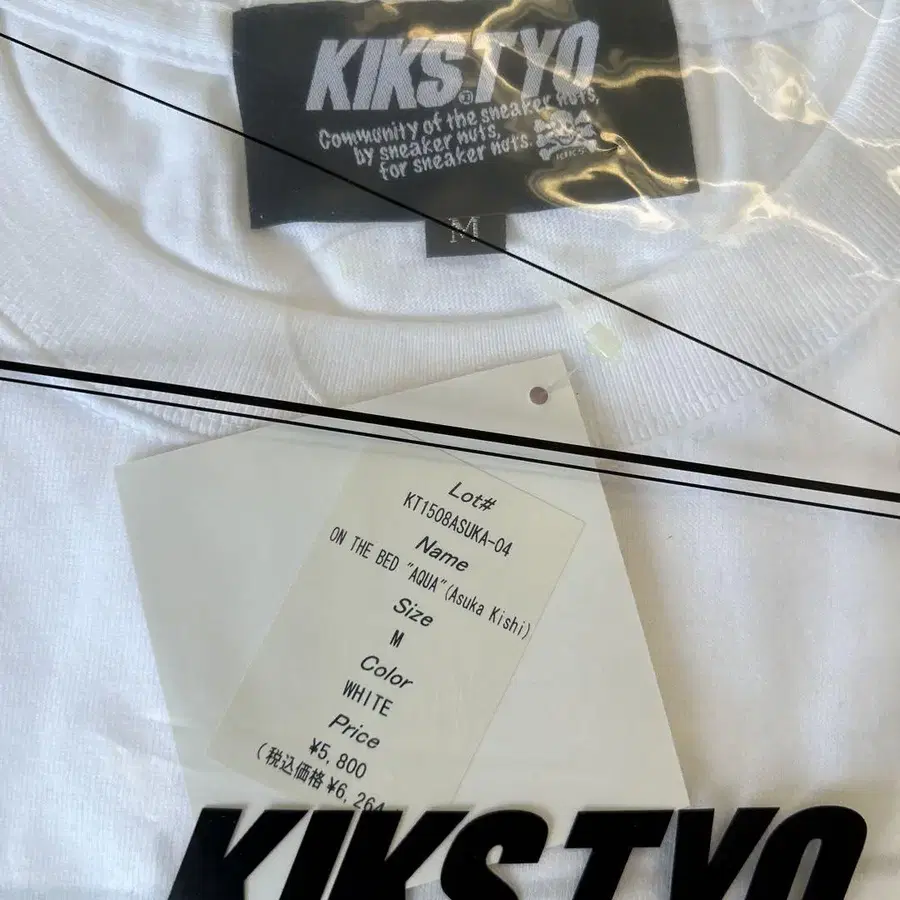 KIKS TYO
Community of the sneaker nuts,
by sneaker nuts,
for sneaker nuts.
KIKS
M
Lot#
KT1508ASUKA-04
Name
ON THE BED "AQUA"(Asuka Kishi)
Size
M
Color
WHITE
Price
¥5,800
(税込価格 ¥6,264
KIKS TYO